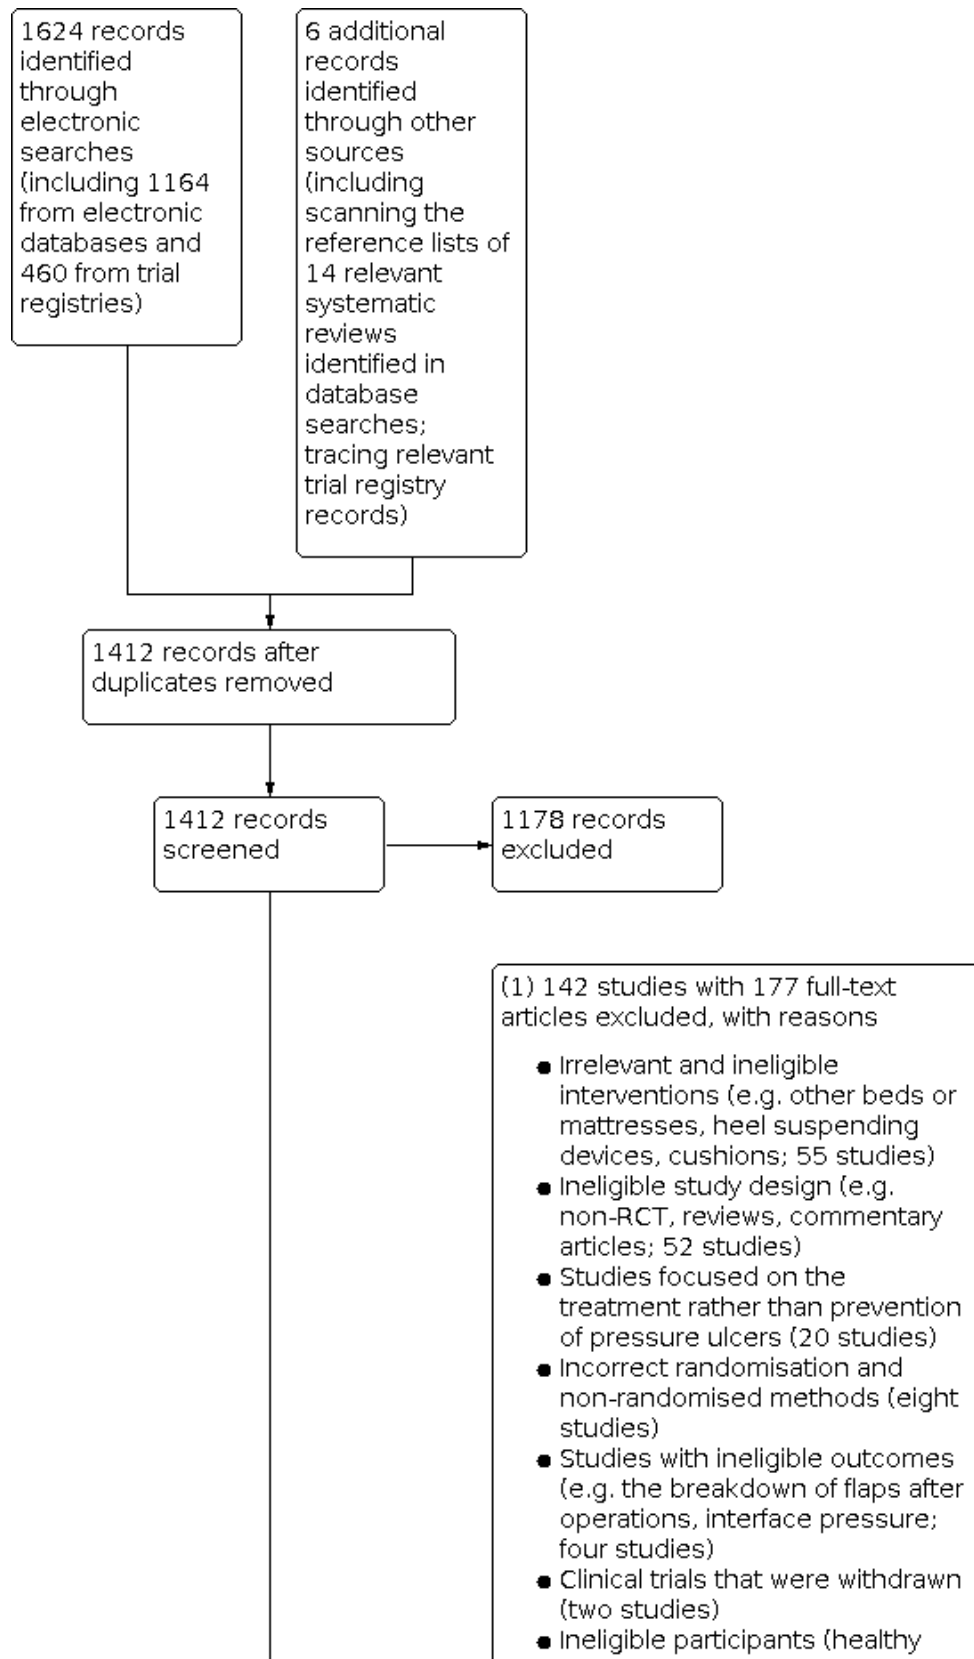 1624 records
identified
through
electronic
searches
(including 1164
from electronic
databases and
460 from trial
registries)
6 additional
records
identified
through other
sources
(including
scanning the
reference lists of
14 relevant
systematic
reviews
identified in
database
searches;
tracing relevant
trial registry
records)
1412 records after
duplicates removed
1412 records
screened
1178 records
excluded
(1) 142 studies with 177 full-text
articles excluded, with reasons
● Irrelevant and ineligible
interventions (e.g. other beds or
mattresses, heel suspending
devices, cushions; 55 studies)
● Ineligible study design (e.g.
non-RCT, reviews, commentary
articles; 52 studies)
● Studies focused on the
treatment rather than prevention
of pressure ulcers (20 studies)
● Incorrect randomisation and
non-randomised methods (eight
studies)
● Studies with ineligible outcomes
(e.g. the breakdown of flaps after
operations, interface pressure;
four studies)
● Clinical trials that were withdrawn
(two studies)
● Ineligible participants (healthy